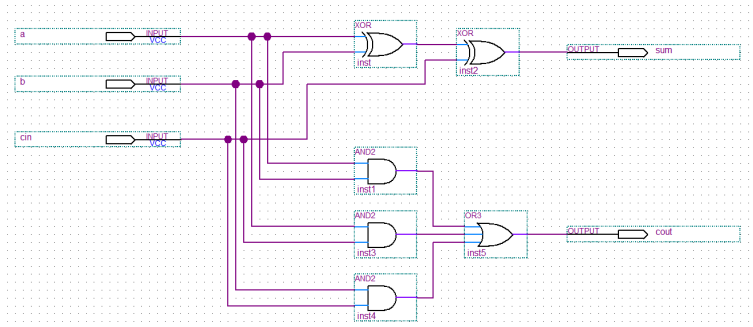 a
INPUT
VCC
b
INPUT
VCC
cin
INPUT
VCC
XOR
inst
XOR
inst2
OUTPUT
sum
AND2
inst1
AND2
inst3
AND2
inst4
OR3
inst5
OUTPUT
cout